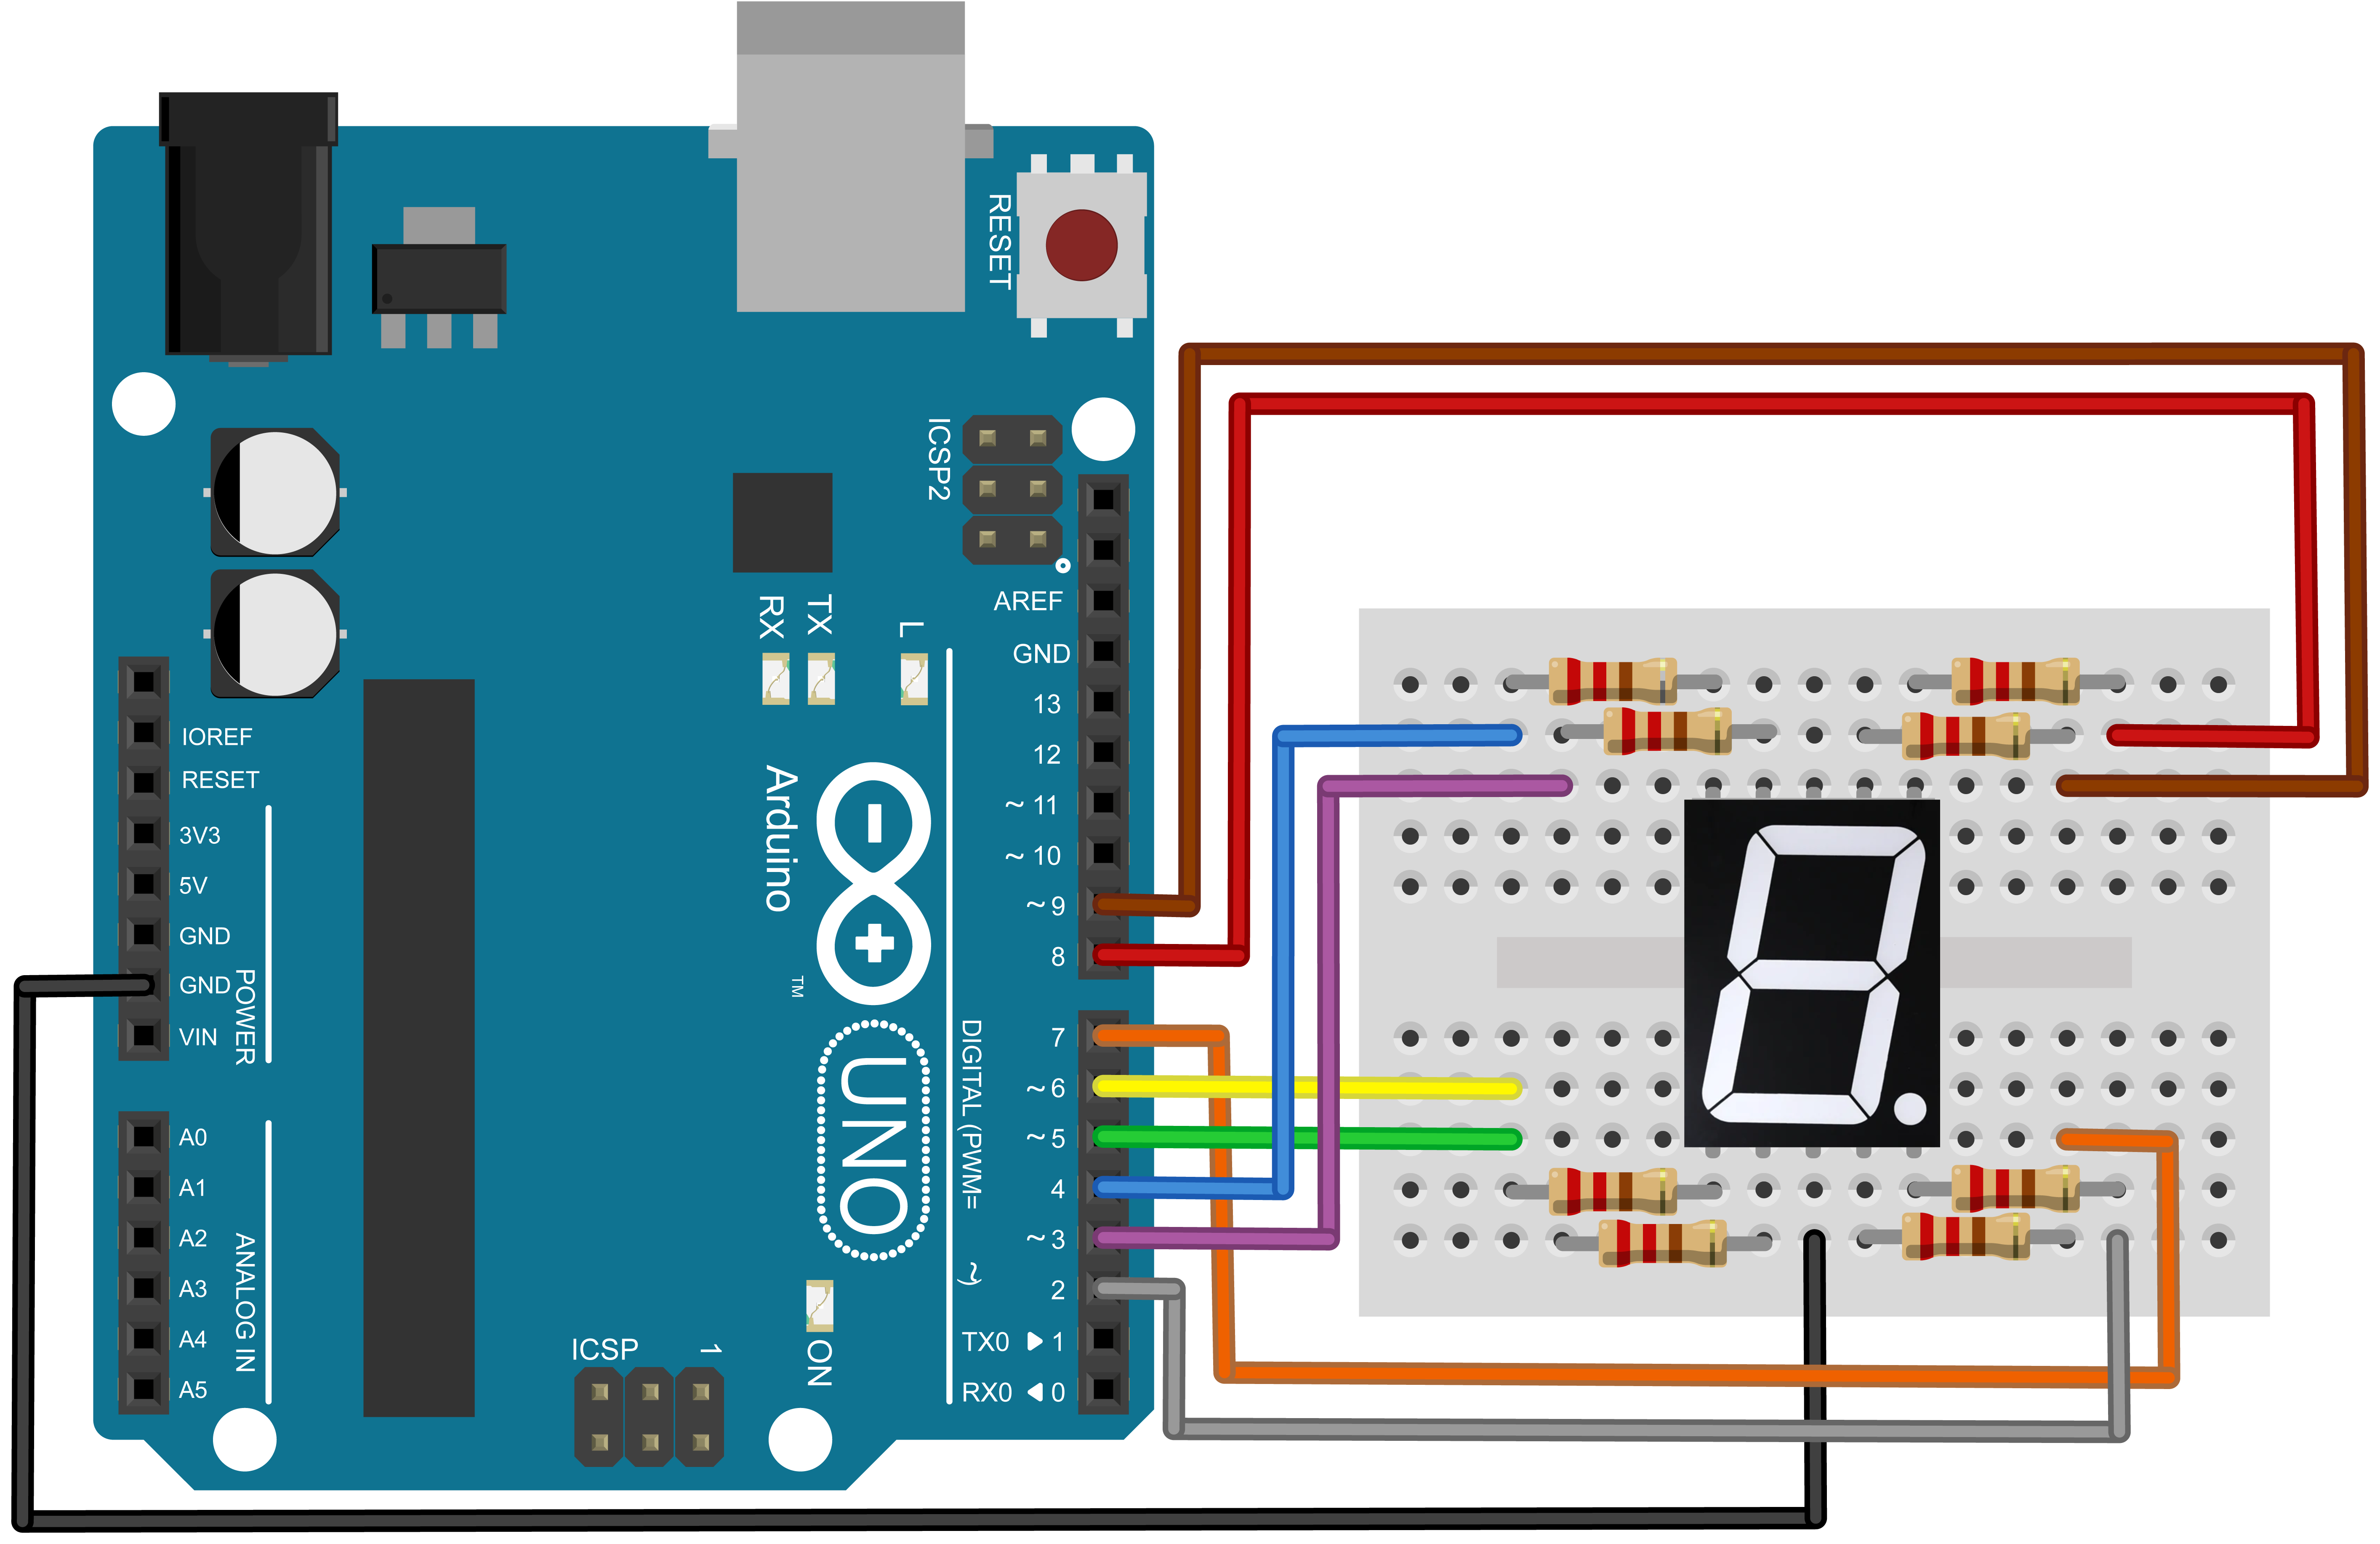 RESET
ICSP2
AREF
GND
13
12
~ 11
~ 10
~ 9
8
7
~ 6
~ 5
4
~ 3
2
TX0 ▶ 1
RX0 ◀ 0
DIGITAL (PWM= ~)
RX
TX
L
Arduino
TM
UNO
IOREF
RESET
3V3
5V
GND
GND
VIN
POWER
A0
A1
A2
A3
A4
A5
ANALOG IN
ICSP
1
ON